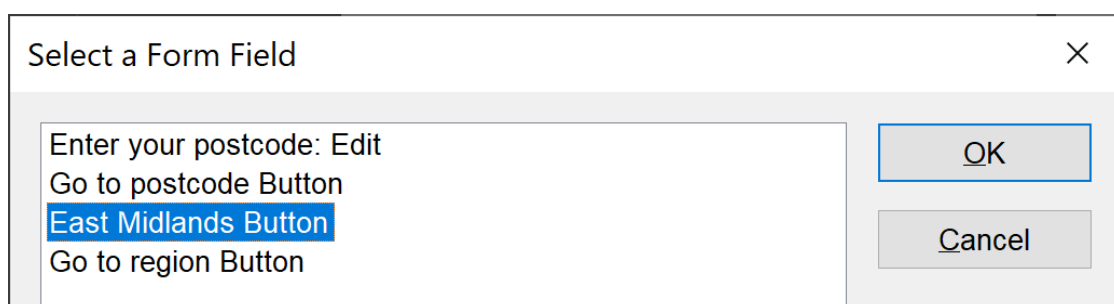 Select a Form Field
Enter your postcode: Edit
Go to postcode Button
East Midlands Button
Go to region Button
OK
Cancel